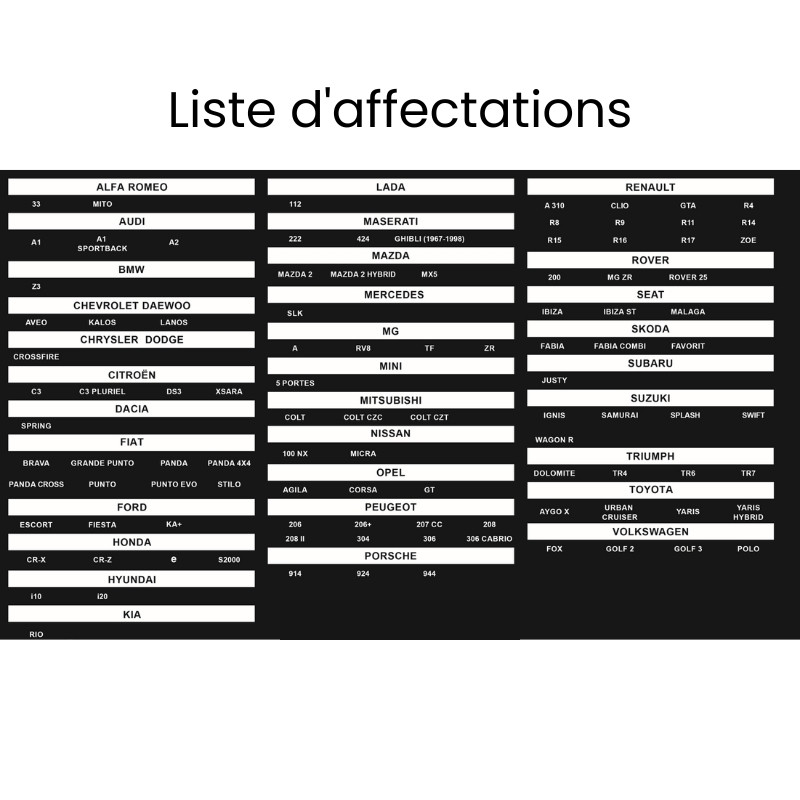 Liste d'affectations
ALFA ROMEO
33 MITO
AUDI
A1 A1 SPORTBACK A2
BMW
Z3
CHEVROLET DAEWOO
AVEO KALOS LANOS
CHRYSLER DODGE
CROSSFIRE
CITROËN
C3 C3 PLURIEL DS3 XSARA
DACIA
SPRING
FIAT
BRAVA GRANDE PUNTO PANDA PANDA 4X4
PANDA CROSS PUNTO PUNTO EVO STILO
FORD
ESCORT FIESTA KA+
HONDA
CR-X CR-Z e S2000
HYUNDAI
i10 i20
KIA
RIO
LADA
112
MASERATI
222 424 GHIBLI (1967-1998)
MAZDA
MAZDA 2 MAZDA 2 HYBRID MX5
MERCEDES
SLK
MG
A RV8 TF ZR
MINI
5 PORTES
MITSUBISHI
COLT COLT CZC COLT CZT
NISSAN
100 NX MICRA
OPEL
AGILA CORSA GT
PEUGEOT
206 206+ 207 CC 208
208 II 304 306 306 CABRIO
PORSCHE
914 924 944
RENAULT
A 310 CLIO GTA R4
R8 R9 R11 R14
R15 R16 R17 ZOE
ROVER
200 MG ZR ROVER 25
SEAT
IBIZA IBIZA ST MALAGA
SKODA
FABIA FABIA COMBI FAVORIT
SUBARU
JUSTY
SUZUKI
IGNIS SAMURAI SPLASH SWIFT
WAGON R
TRIUMPH
DOLOMITE TR4 TR6 TR7
TOYOTA
AYGO X URBAN CRUISER YARIS YARIS HYBRID
VOLKSWAGEN
FOX GOLF 2 GOLF 3 POLO